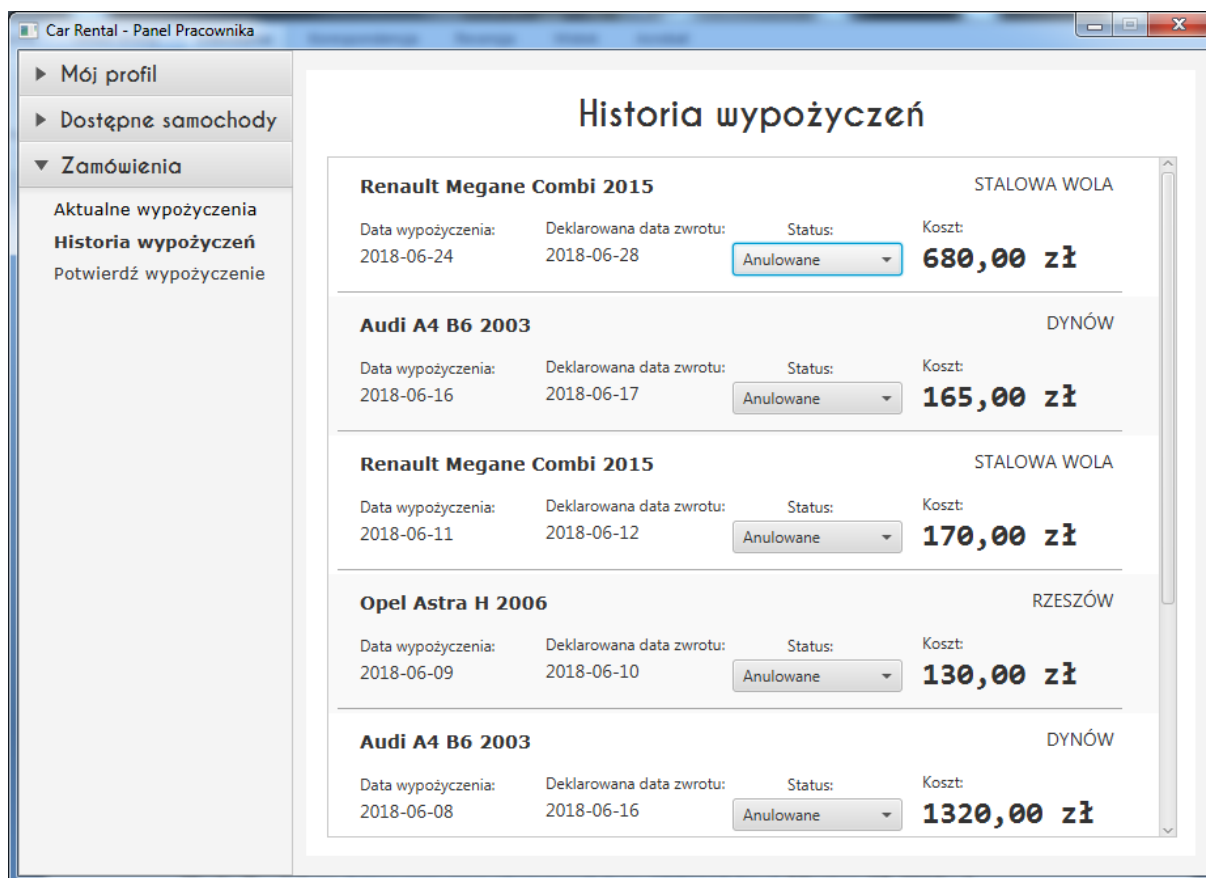 Car Rental - Panel Pracownika
Mój profil
Dostępne samochody
Zamówienia
Aktualne wypożyczenia
Historia wypożyczeń
Potwierdź wypożyczenie
Historia wypożyczeń
Renault Megane Combi 2015 STALOWA WOLA
Data wypożyczenia: Deklarowana data zwrotu: Status: Koszt:
2018-06-24 2018-06-28 Anulowane 680,00 zł
Audi A4 B6 2003 DYNÓW
Data wypożyczenia: Deklarowana data zwrotu: Status: Koszt:
2018-06-16 2018-06-17 Anulowane 165,00 zł
Renault Megane Combi 2015 STALOWA WOLA
Data wypożyczenia: Deklarowana data zwrotu: Status: Koszt:
2018-06-11 2018-06-12 Anulowane 170,00 zł
Opel Astra H 2006 RZESZÓW
Data wypożyczenia: Deklarowana data zwrotu: Status: Koszt:
2018-06-09 2018-06-10 Anulowane 130,00 zł
Audi A4 B6 2003 DYNÓW
Data wypożyczenia: Deklarowana data zwrotu: Status: Koszt:
2018-06-08 2018-06-16 Anulowane 1320,00 zł